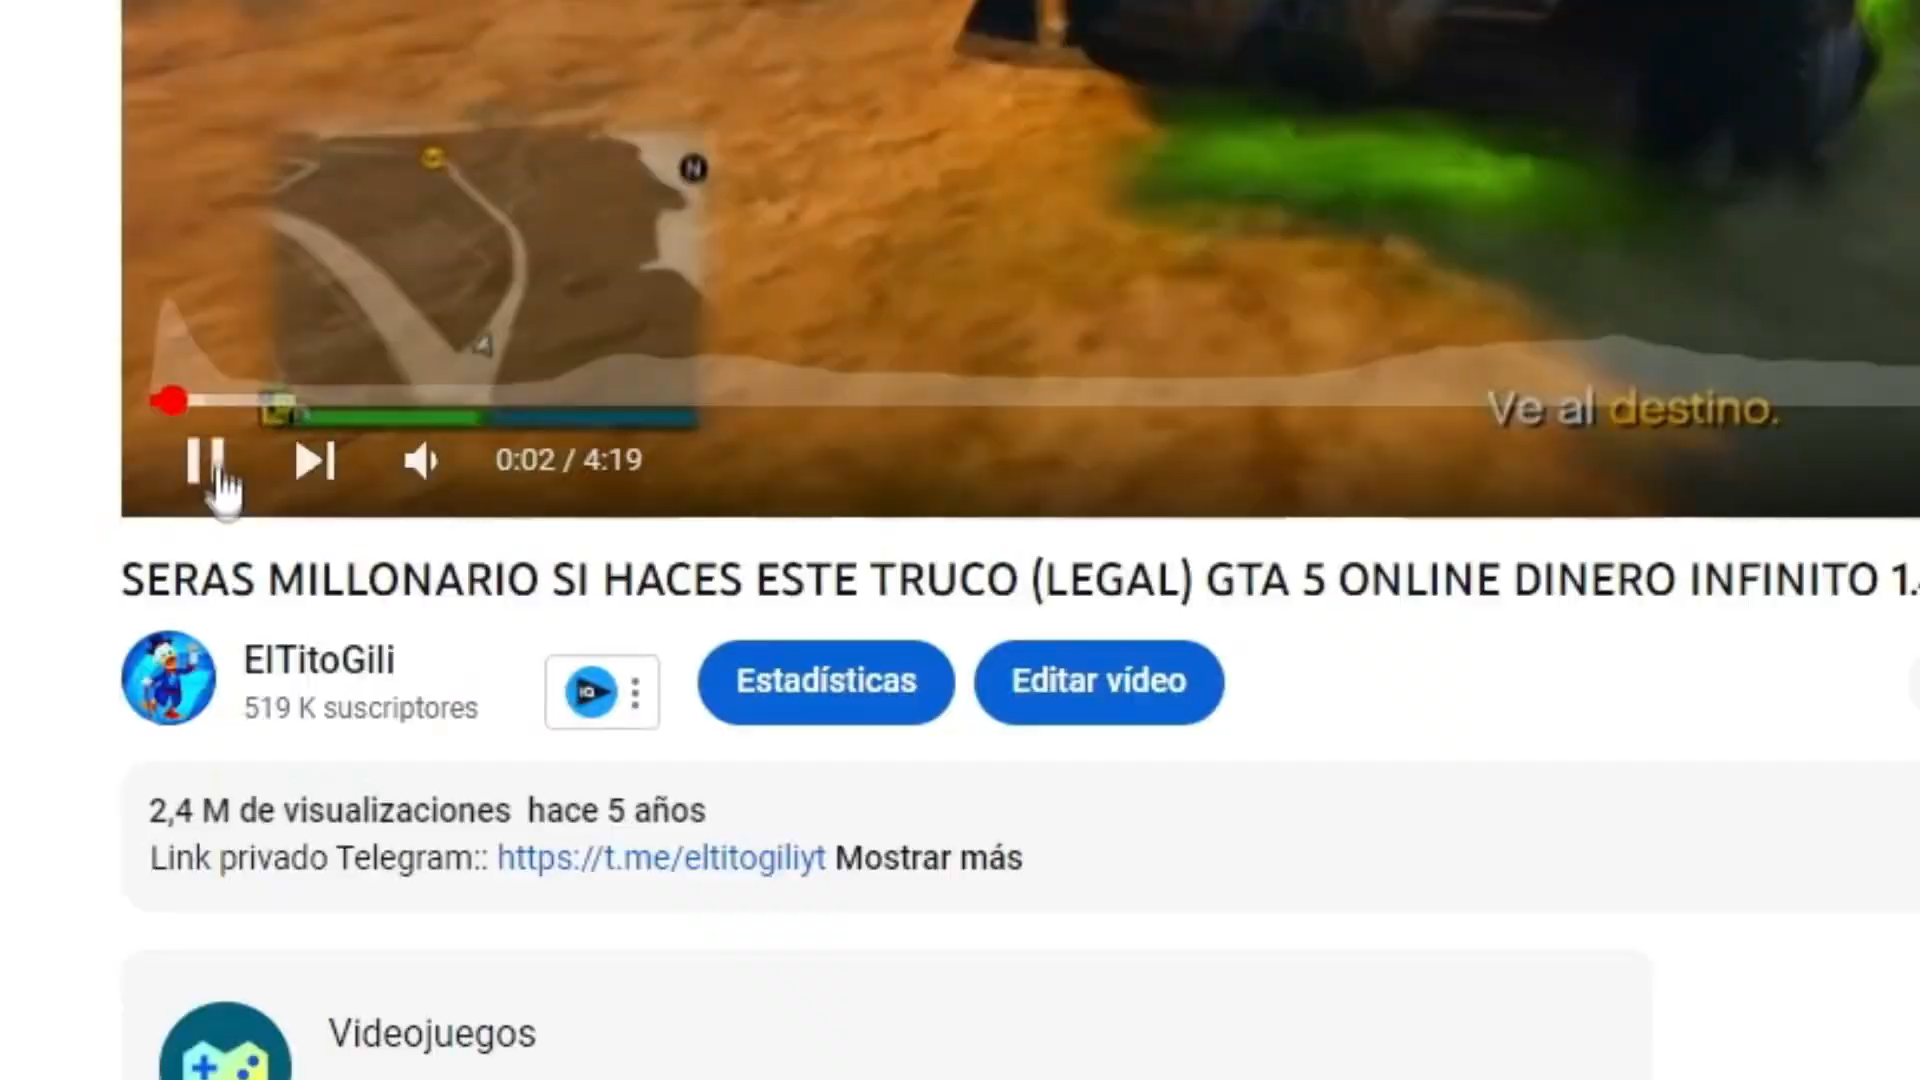 N
Ve al destino.
0:02 / 4:19
SERAS MILLONARIO SI HACES ESTE TRUCO (LEGAL) GTA 5 ONLINE DINERO INFINITO 1.
ElTitoGili
519 K suscriptores
IQ
Estadísticas
Editar vídeo
2,4 M de visualizaciones hace 5 años
Link privado Telegram:: https://t.me/eltitogiliyt Mostrar más
Videojuegos